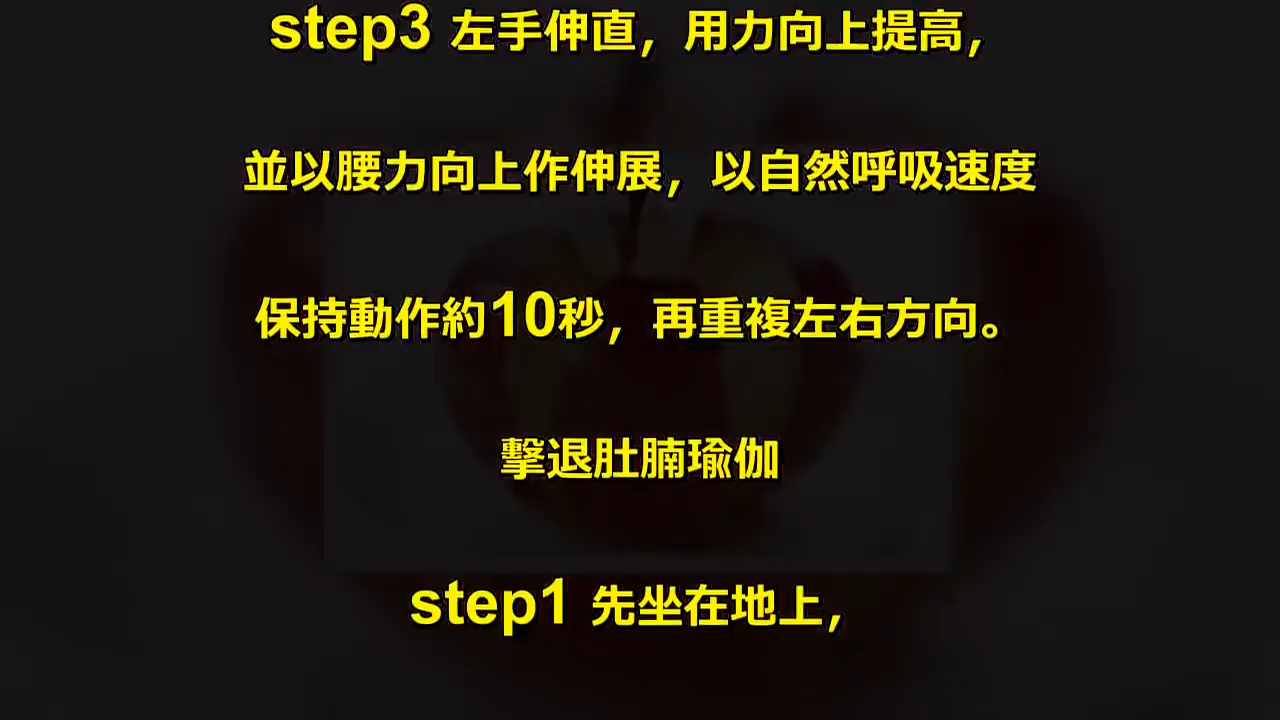 step3 左手伸直，用力向上提高，
並以腰力向上作伸展，以自然呼吸速度
保持動作約10秒，再重複左右方向。
擊退肚腩瑜伽
step1 先坐在地上，